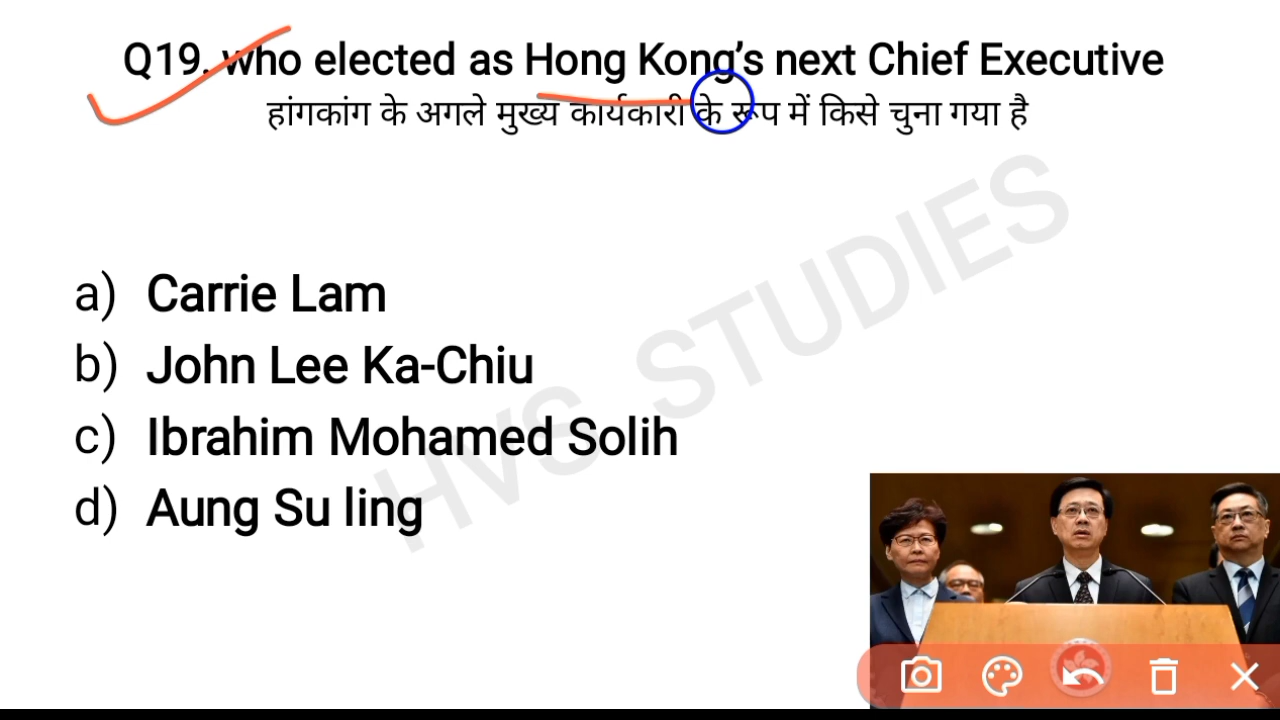 Q19. who elected as Hong Kong’s next Chief Executive
हांगकांग के अगले मुख्य कार्यकारी के रूप में किसे चुना गया है
a) Carrie Lam
b) John Lee Ka-Chiu
c) Ibrahim Mohamed Solih
d) Aung Su ling
HVS STUDIES